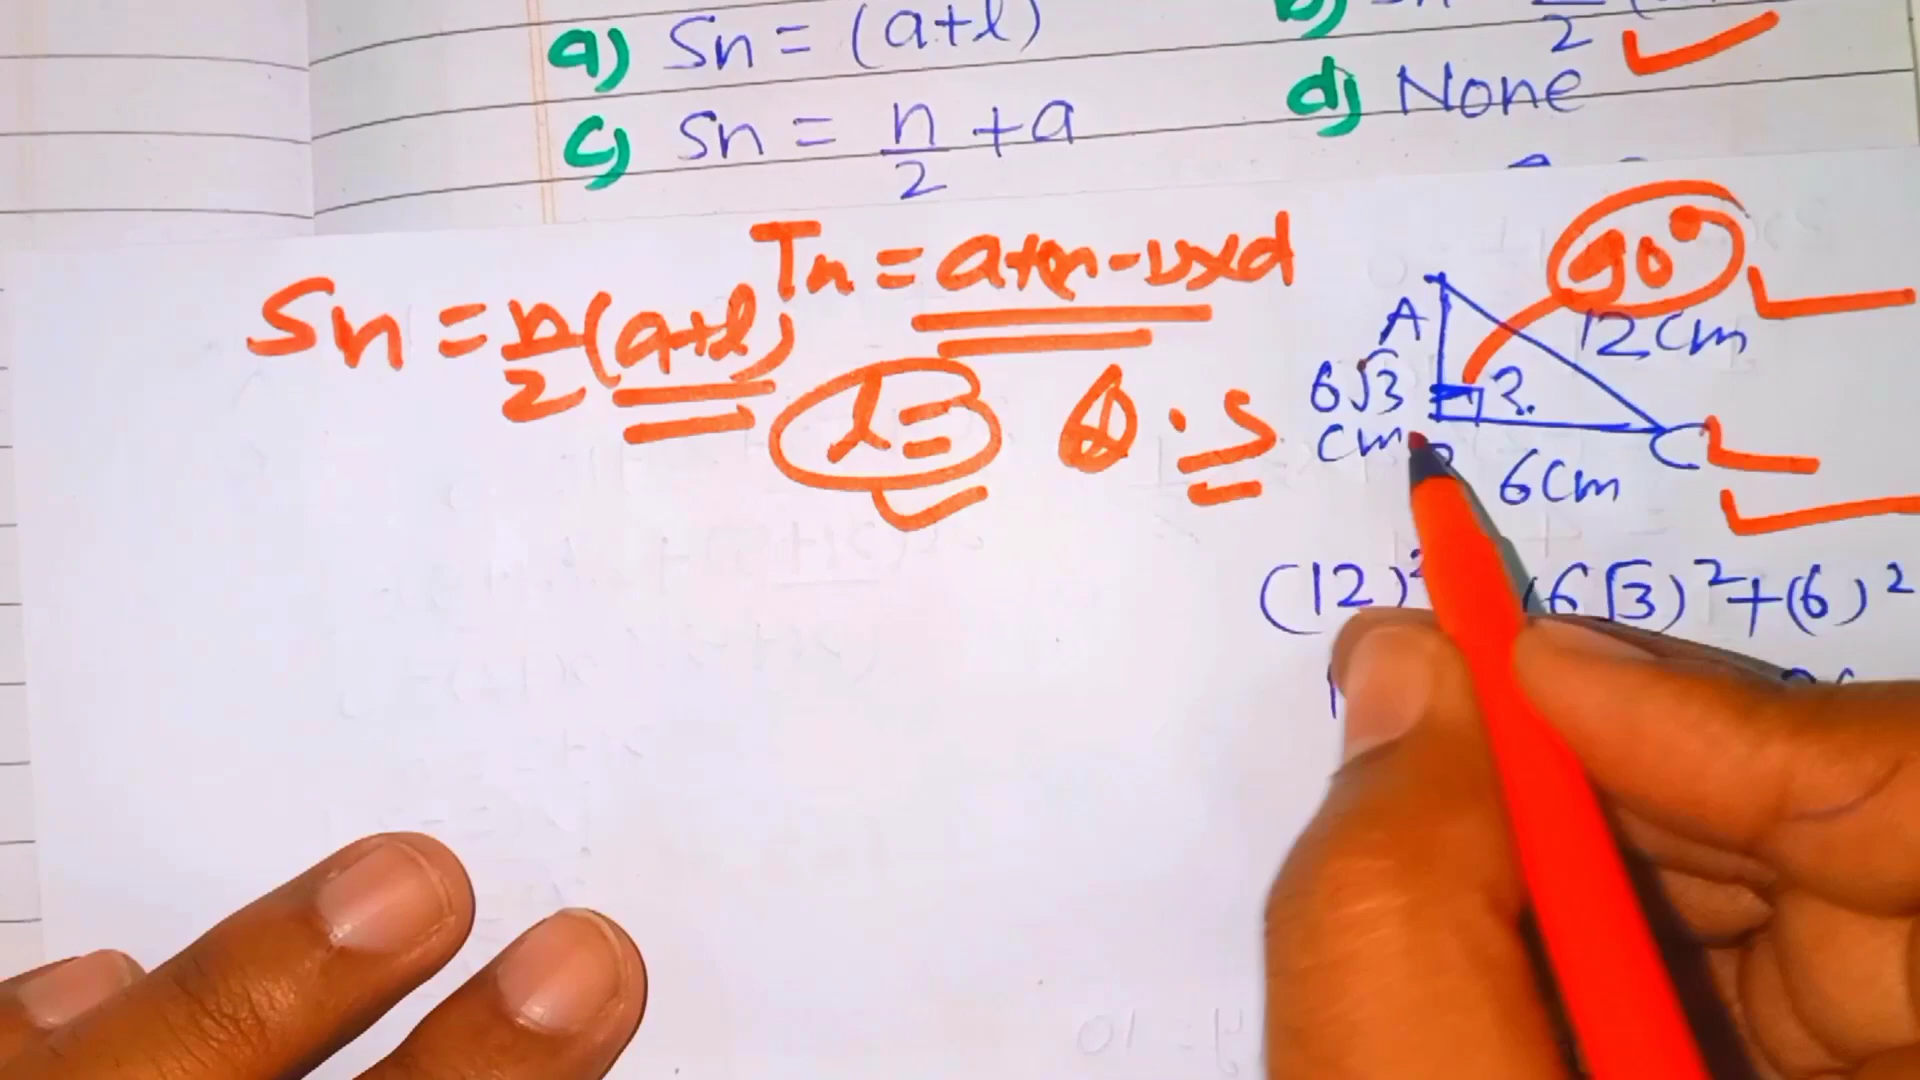 a) Sn = (a+l)
b)
2
c) Sn = n/2 + a
d) None
Sn = n/2 (a+l)
Tn = a+(n-1)×d
l =
90°
A
12cm
6√3
cm
?
C
6cm
(12)² (6√3)²+(6)²